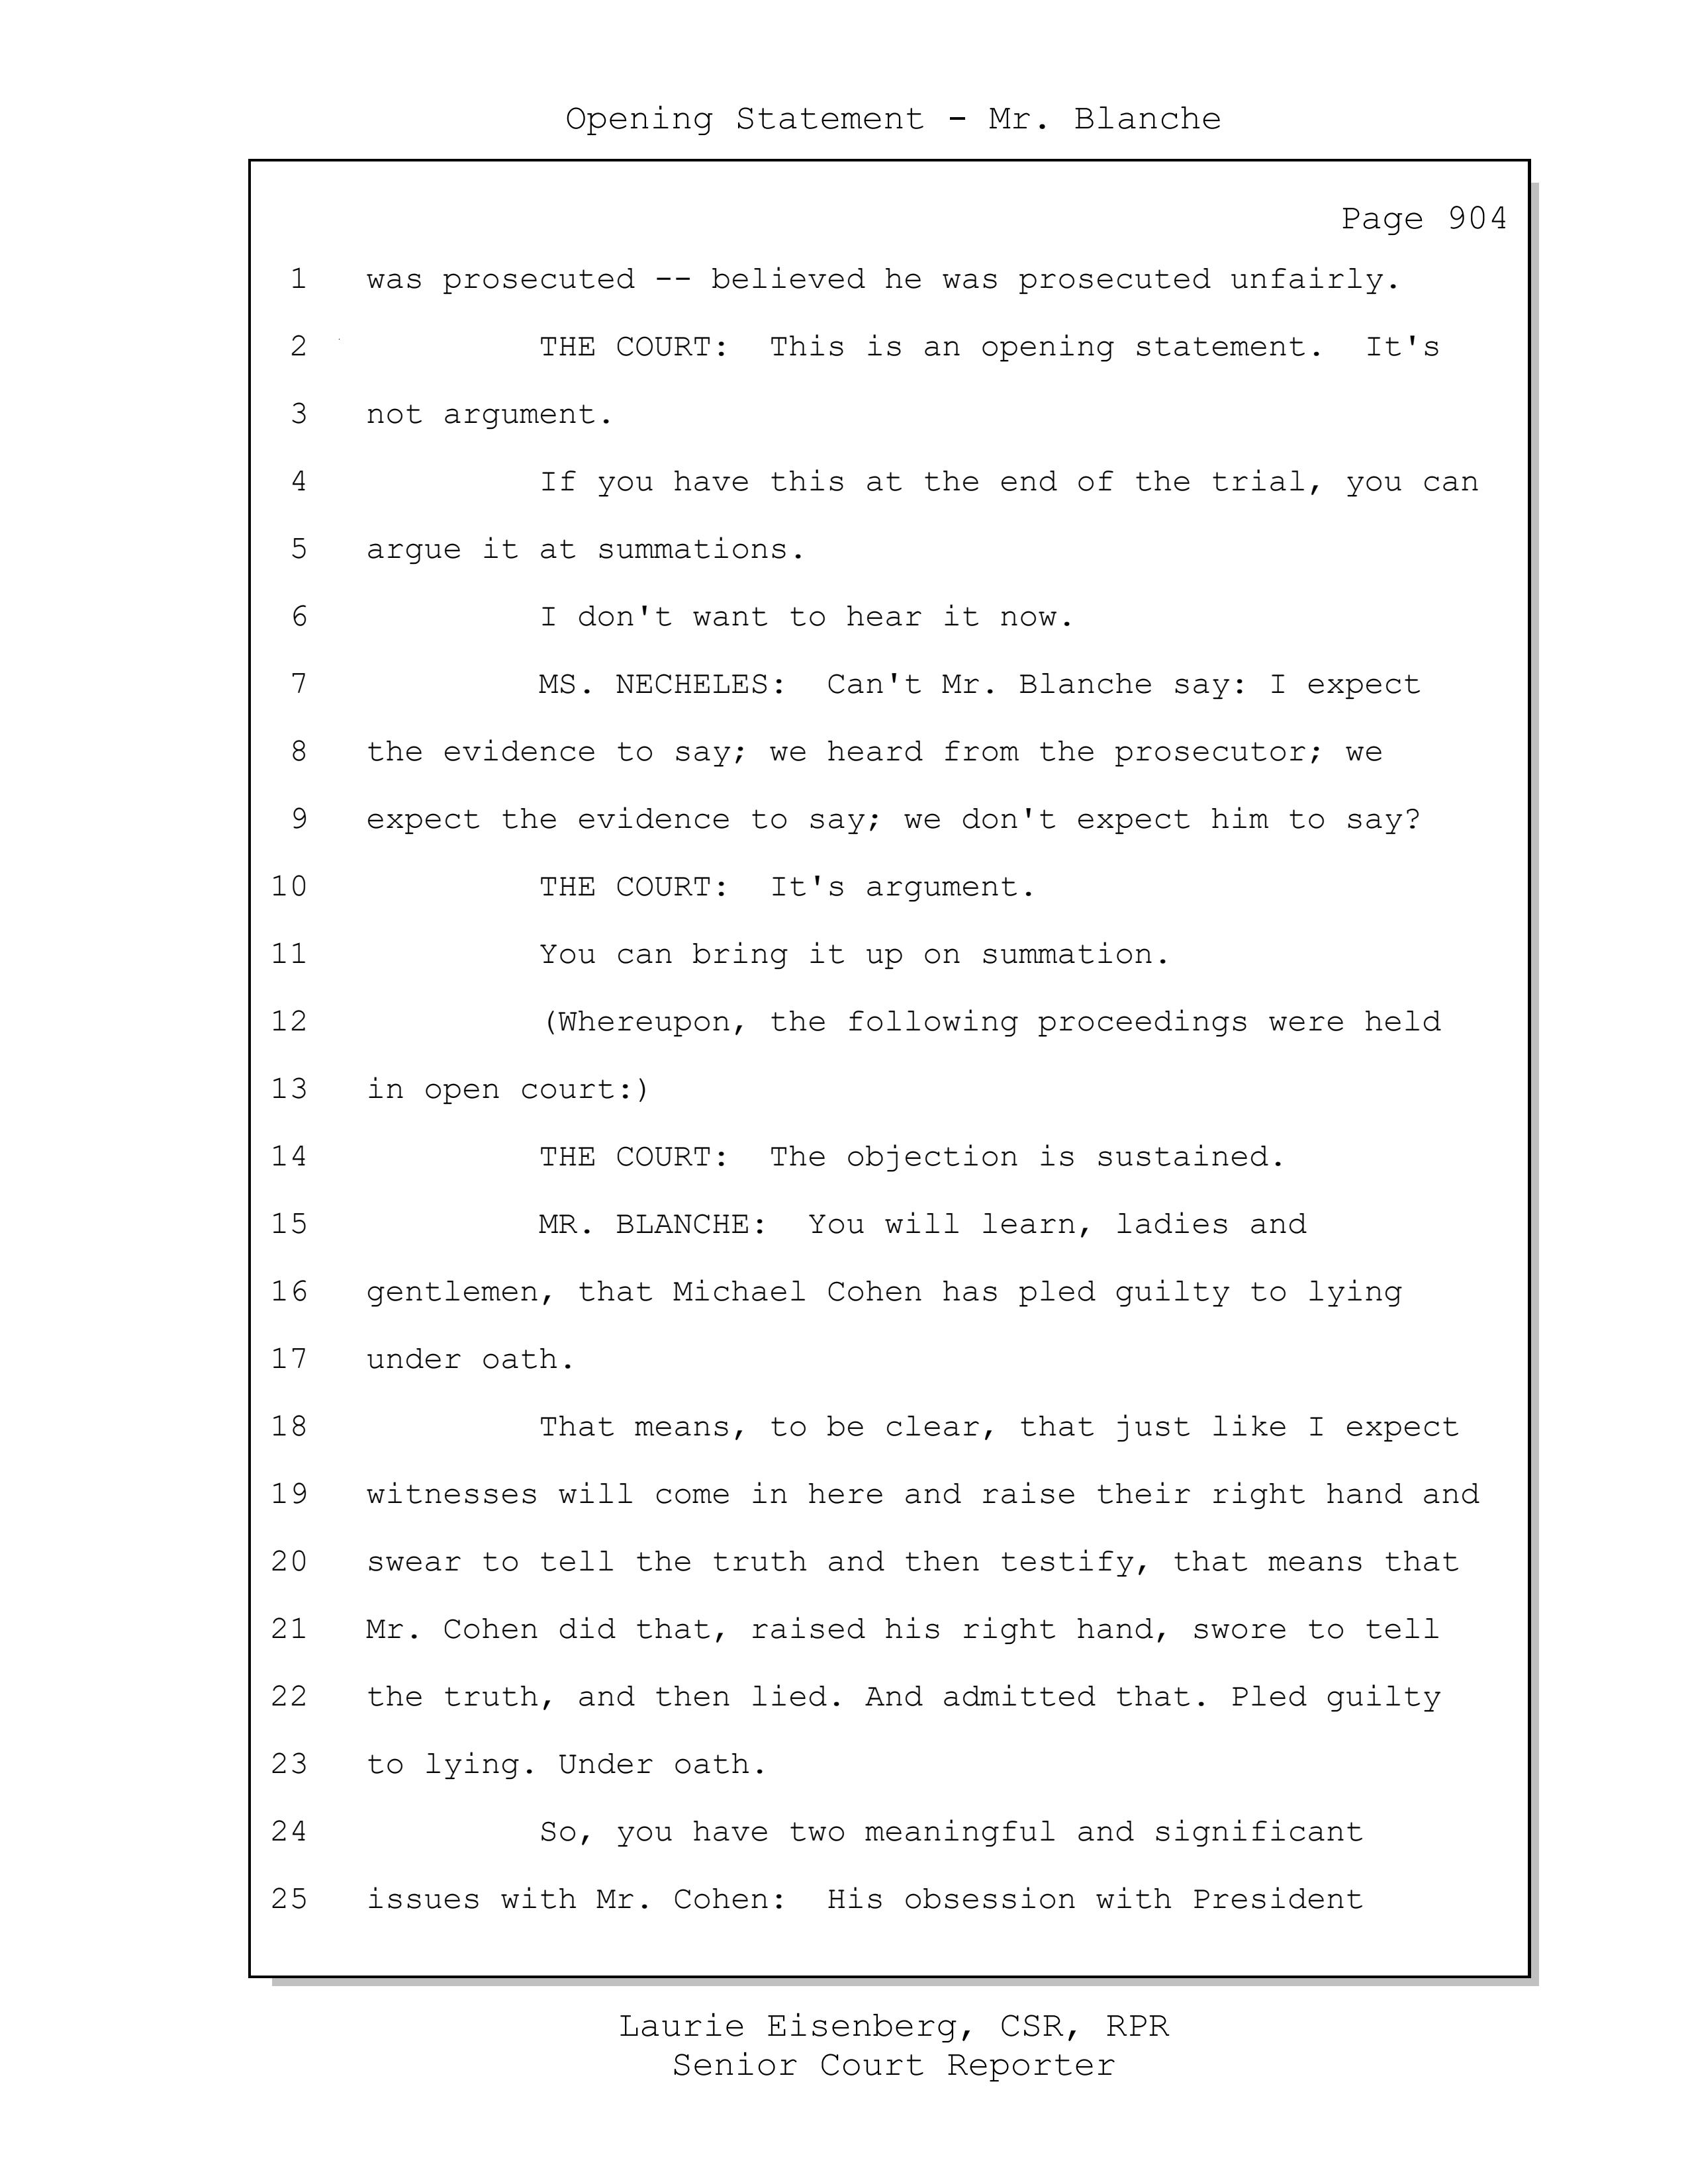 Opening Statement - Mr. Blanche
Page 904
1 was prosecuted -- believed he was prosecuted unfairly.
2 THE COURT: This is an opening statement. It's
3 not argument.
4 If you have this at the end of the trial, you can
5 argue it at summations.
6 I don't want to hear it now.
7 MS. NECHELES: Can't Mr. Blanche say: I expect
8 the evidence to say; we heard from the prosecutor; we
9 expect the evidence to say; we don't expect him to say?
10 THE COURT: It's argument.
11 You can bring it up on summation.
12 (Whereupon, the following proceedings were held
13 in open court:)
14 THE COURT: The objection is sustained.
15 MR. BLANCHE: You will learn, ladies and
16 gentlemen, that Michael Cohen has pled guilty to lying
17 under oath.
18 That means, to be clear, that just like I expect
19 witnesses will come in here and raise their right hand and
20 swear to tell the truth and then testify, that means that
21 Mr. Cohen did that, raised his right hand, swore to tell
22 the truth, and then lied. And admitted that. Pled guilty
23 to lying. Under oath.
24 So, you have two meaningful and significant
25 issues with Mr. Cohen: His obsession with President
Laurie Eisenberg, CSR, RPR
Senior Court Reporter